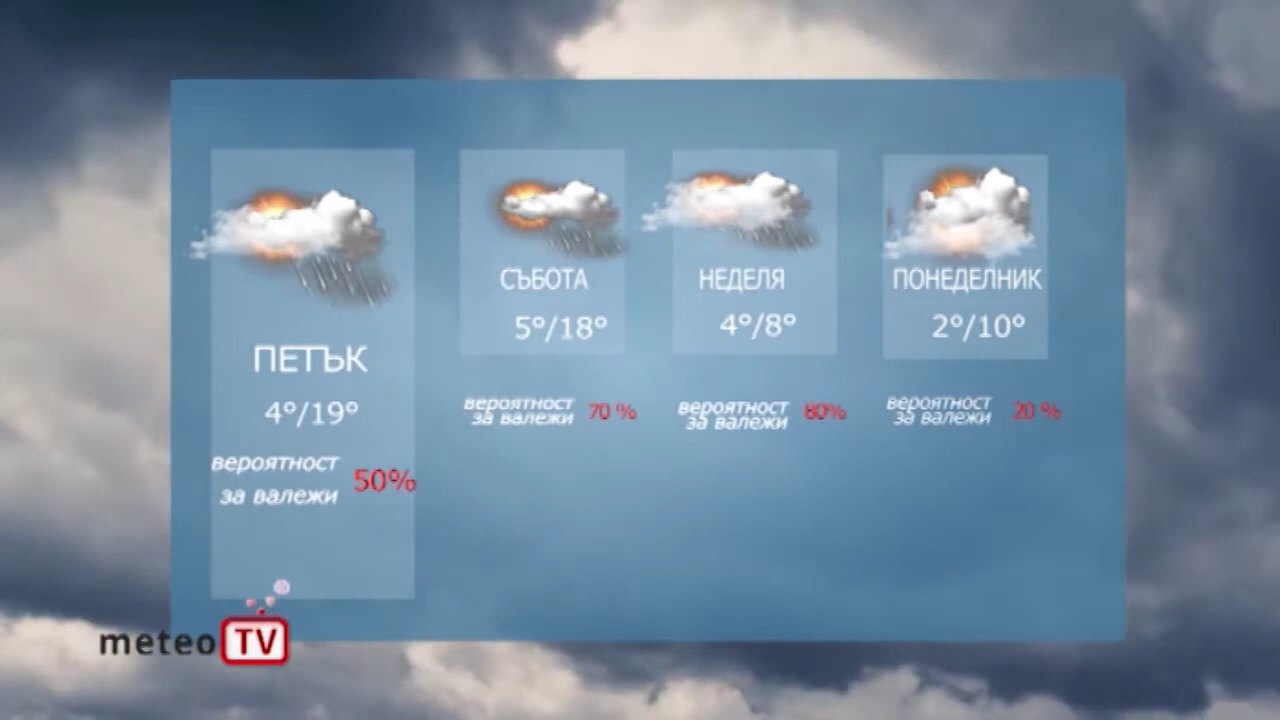 ПЕТЪК
4°/19°
вероятност
за валежи
50%
СЪБОТА
5°/18°
вероятност
за валежи
70 %
НЕДЕЛЯ
4°/8°
вероятност
за валежи
80%
ПОНЕДЕЛНИК
2°/10°
вероятност
за валежи
20 %
meteo TV